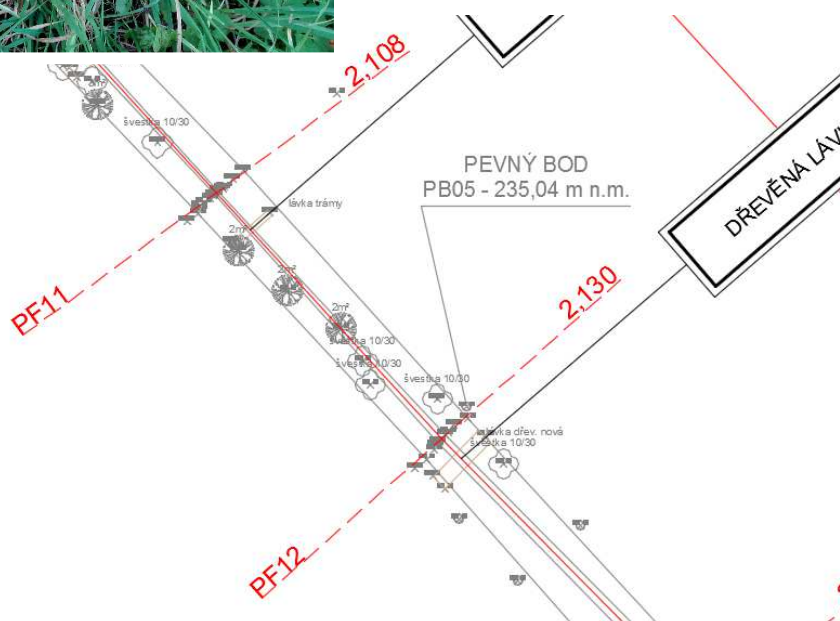 2,108
švestka 10/30
PEVNÝ BOD
PB05 - 235,04 m n.m.
lávka trámy
DŘEVĚNÁ LÁV
2m²
2m²
PF11
2,130
2m²
švestka 10/30
švestka 10/30
švestka 10/30
lávka dřev. nová
švestka 10/30
PF12